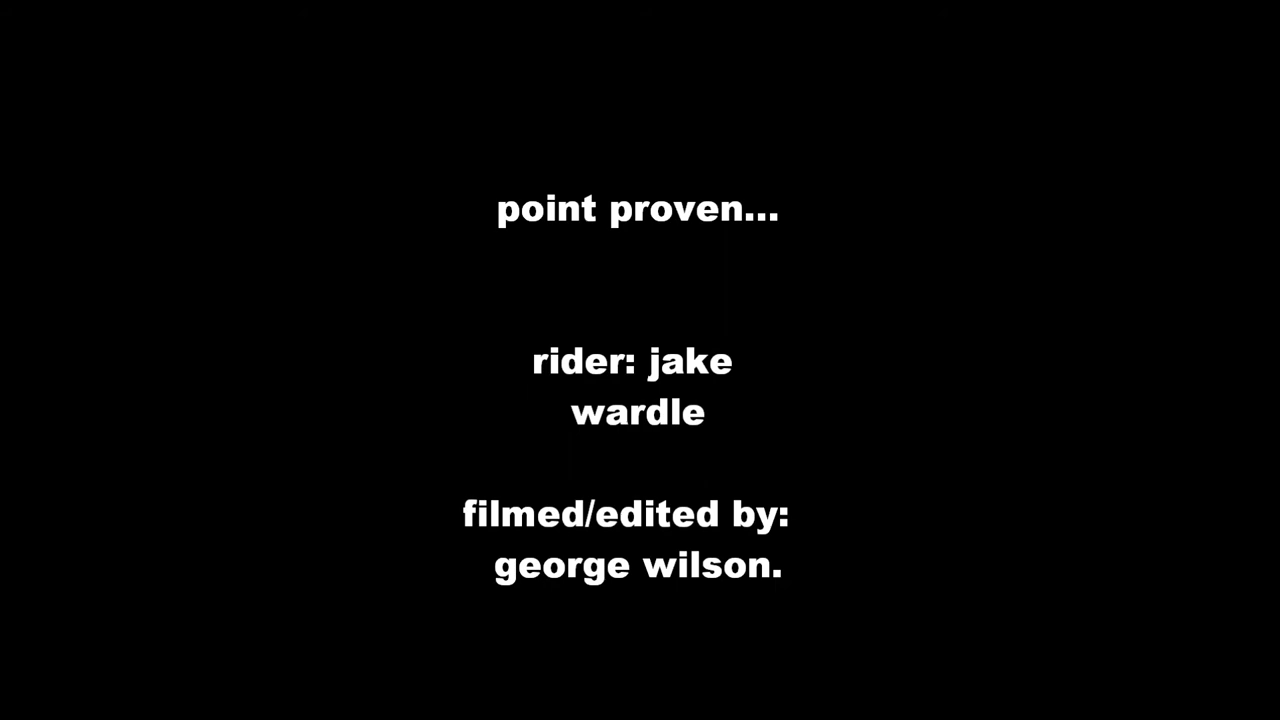 point proven...
rider: jake
wardle
filmed/edited by:
george wilson.